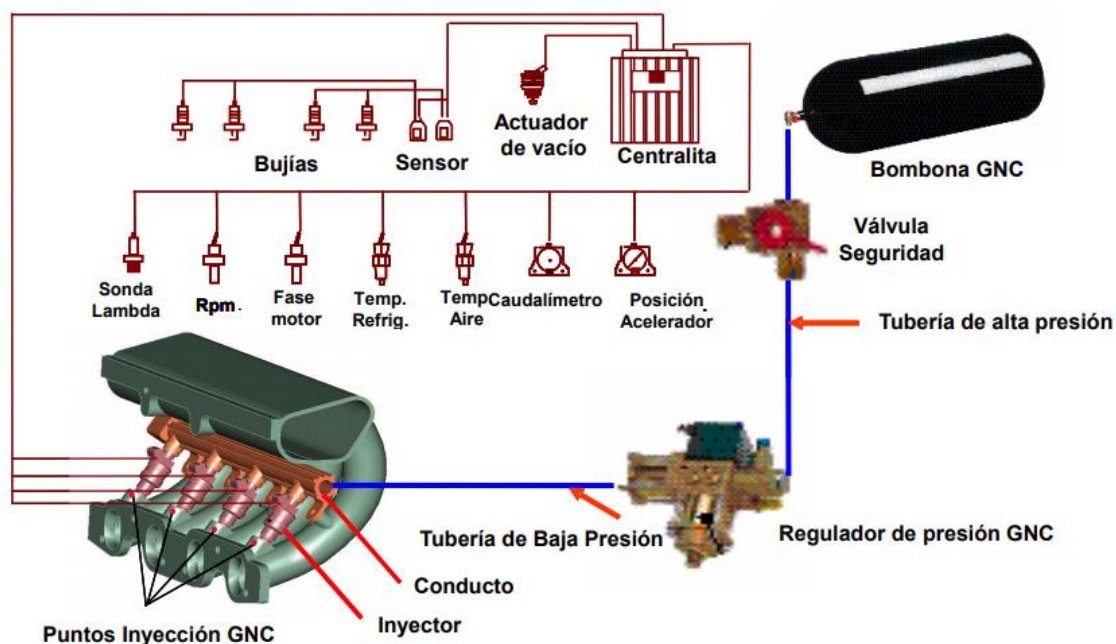 Bujías
Sensor
Actuador
de vacío
Centralita
Bombona GNC
Válvula
Seguridad
Sonda
Lambda
Rpm.
Fase
motor
Temp.
Refrig.
Temp
Aire
Caudalímetro
Posición
Acelerador
Tubería de alta presión
Tubería de Baja Presión
Regulador de presión GNC
Conducto
Inyector
Puntos Inyección GNC